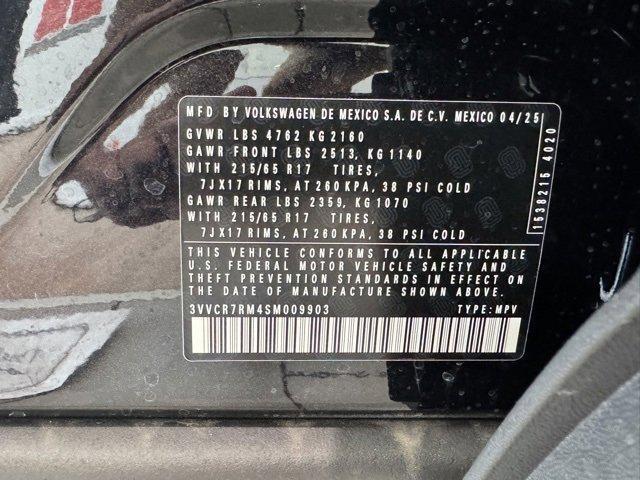 MFD BY VOLKSWAGEN DE MEXICO S.A. DE C.V. MEXICO 04/25
GVWR LBS 4762 KG 2160
GAWR FRONT LBS 2513, KG 1140
WITH 215/65 R17 TIRES,
7JX17 RIMS, AT 260 KPA, 38 PSI COLD
GAWR REAR LBS 2359, KG 1070
WITH 215/65 R17 TIRES,
7JX17 RIMS, AT 260 KPA, 38 PSI COLD
THIS VEHICLE CONFORMS TO ALL APPLICABLE
U.S. FEDERAL MOTOR VEHICLE SAFETY AND
THEFT PREVENTION STANDARDS IN EFFECT ON
THE DATE OF MANUFACTURE SHOWN ABOVE.
3VVCR7RM4SM009903 TYPE: MPV
1538215 4020